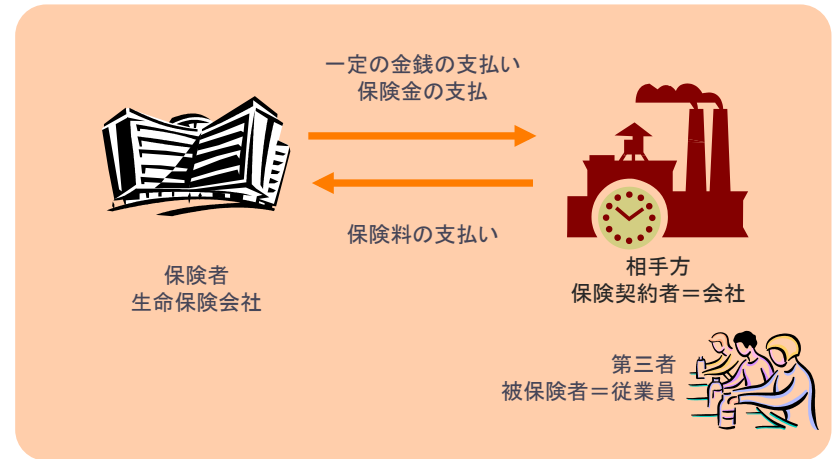 一定の金銭の支払い
保険金の支払
保険料の支払い
保険者
生命保険会社
相手方
保険契約者＝会社
第三者
被保険者＝従業員